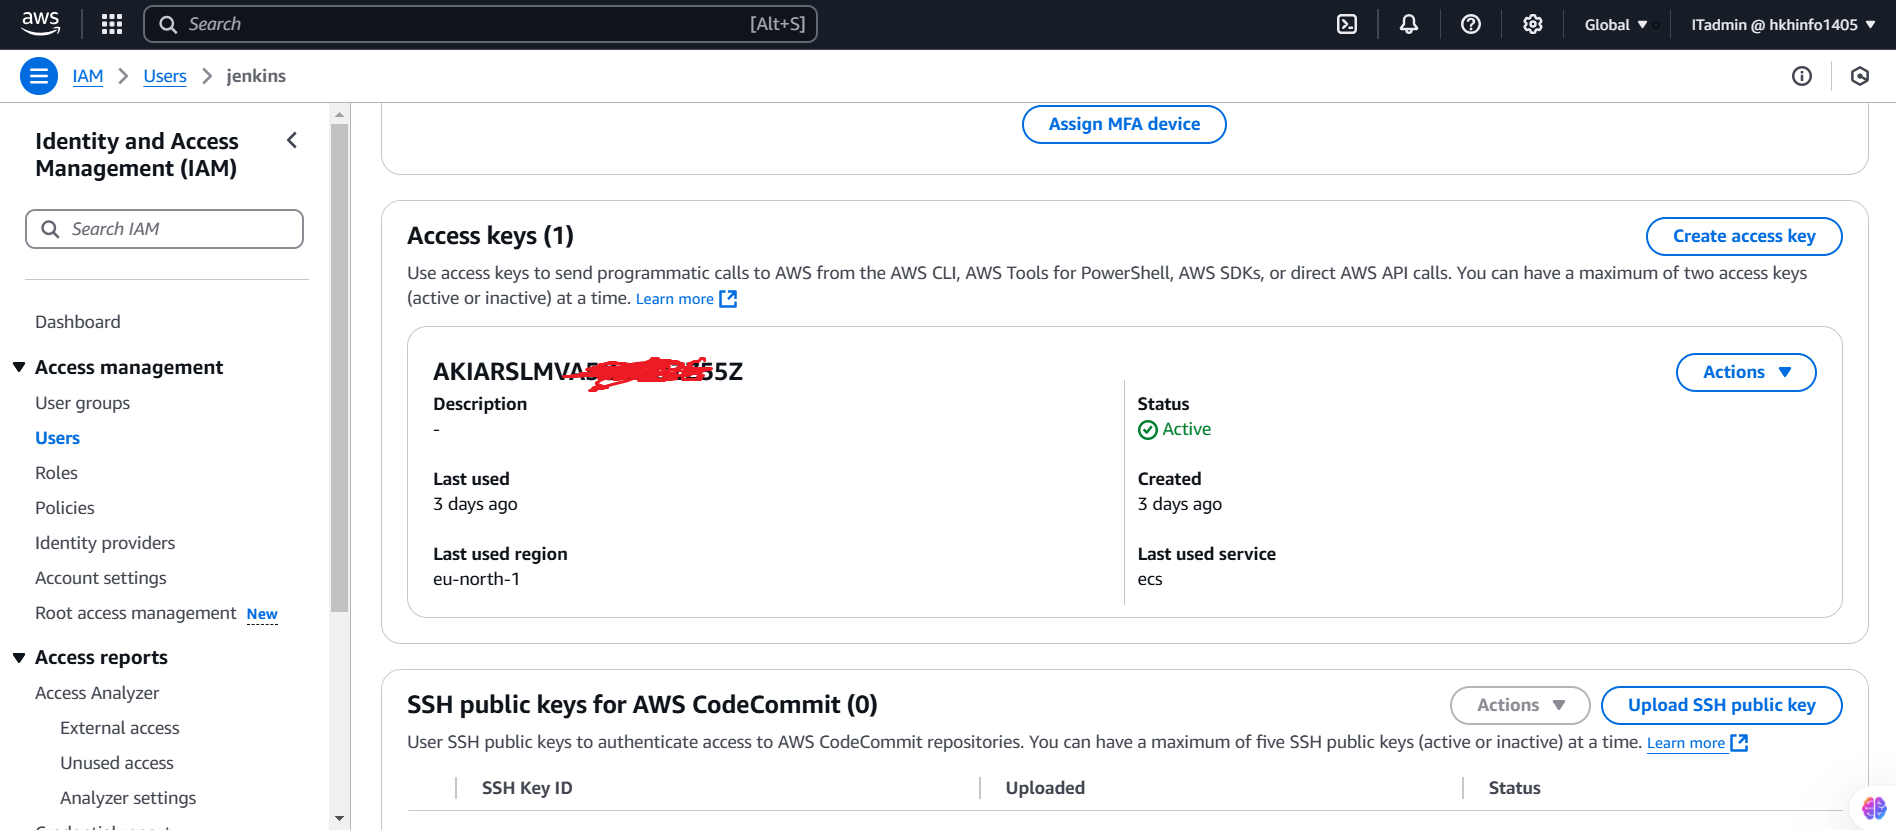 aws
Search [Alt+S]
Global ▼
ITadmin @ hkhinfo1405 ▼
IAM > Users > jenkins
Identity and Access
Management (IAM)
Search IAM
Dashboard
Access management
User groups
Users
Roles
Policies
Identity providers
Account settings
Root access management New
Access reports
Access Analyzer
External access
Unused access
Analyzer settings
Assign MFA device
Access keys (1)
Create access key
Use access keys to send programmatic calls to AWS from the AWS CLI, AWS Tools for PowerShell, AWS SDKs, or direct AWS API calls. You can have a maximum of two access keys
(active or inactive) at a time. Learn more
Actions ▼
Description
-
Status
Active
Last used
3 days ago
Created
3 days ago
Last used region
eu-north-1
Last used service
ecs
SSH public keys for AWS CodeCommit (0)
Actions ▼
Upload SSH public key
User SSH public keys to authenticate access to AWS CodeCommit repositories. You can have a maximum of five SSH public keys (active or inactive) at a time. Learn more
SSH Key ID
Uploaded
Status